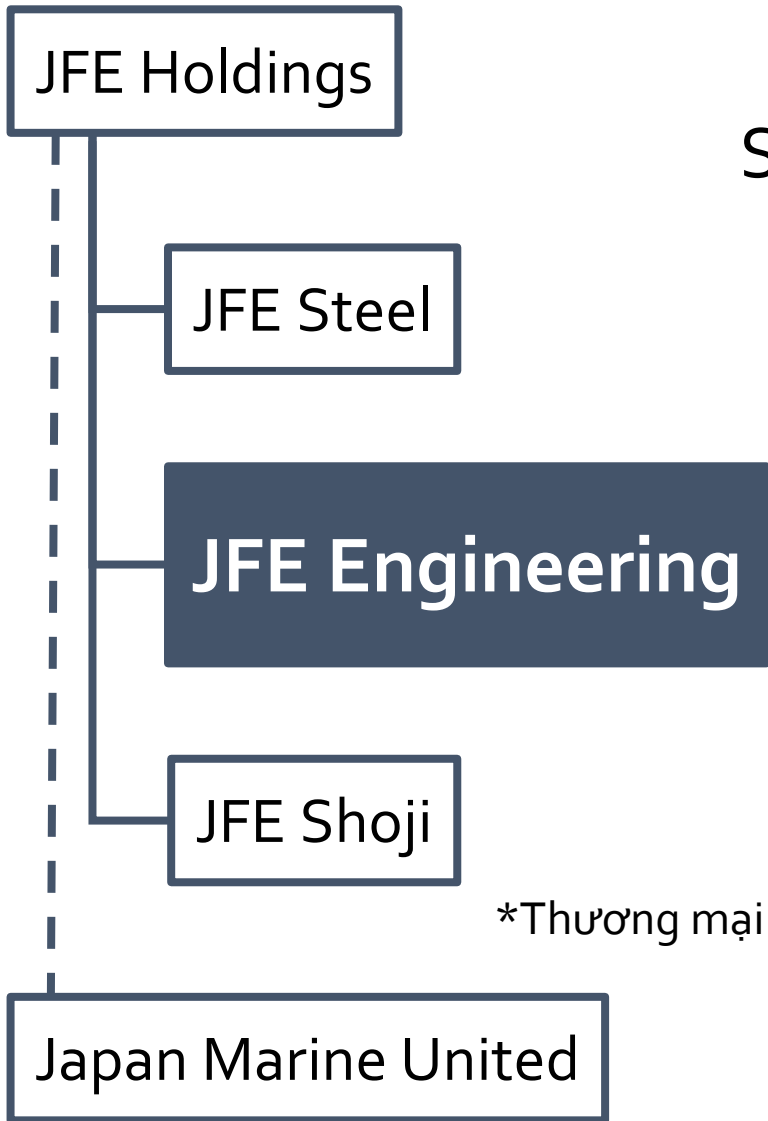 JFE Holdings
S
JFE Steel
JFE Engineering
JFE Shoji
*Thương mại
Japan Marine United